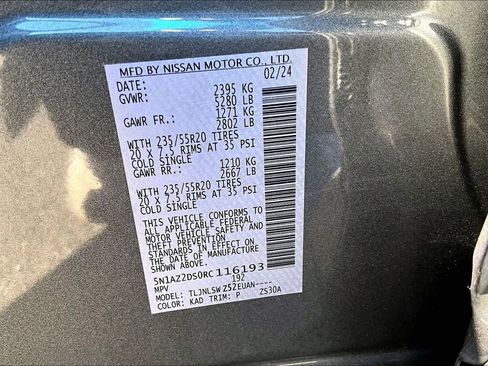 MFD BY NISSAN MOTOR CO., LTD.
DATE: 02/24
GVWR: 2395 KG
5280 LB
GAWR FR.: 1271 KG
2802 LB
WITH 235/55R20 TIRES
20 X 7.5 RIMS AT 35 PSI
COLD SINGLE
GAWR RR.: 1210 KG
2667 LB
WITH 235/55R20 TIRES
20 X 7.5 RIMS AT 35 PSI
COLD SINGLE
THIS VEHICLE CONFORMS TO
ALL APPLICABLE FEDERAL
MOTOR VEHICLE SAFETY AND
THEFT PREVENTION
STANDARDS IN EFFECT ON
THE DATE OF MANUFACTURE
SHOWN ABOVE.
5N1AZ2DS0RC116193
MPV 192
MODEL: TLJNLSWZ52EUAN----
COLOR: KAD TRIM: P ZS30A